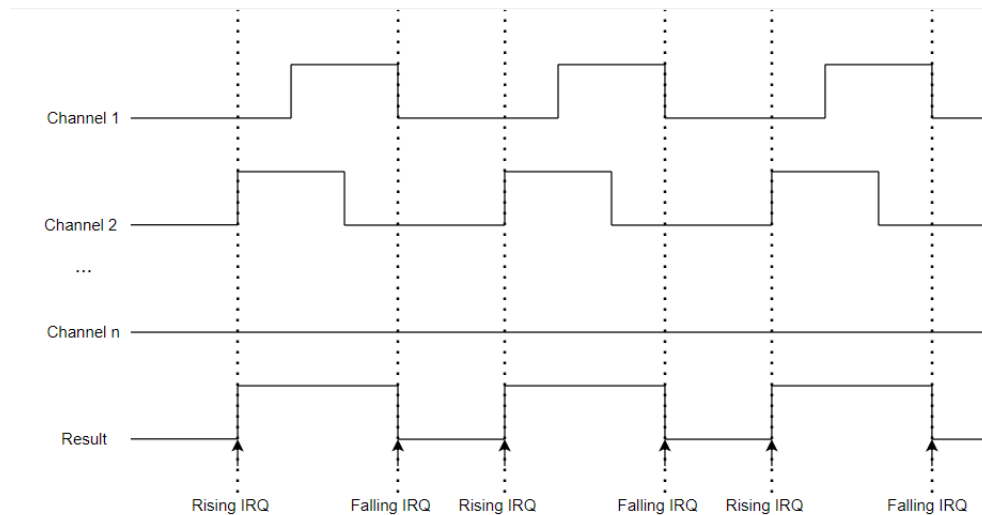 Channel 1
Channel 2
...
Channel n
Result
Rising IRQ Falling IRQ Rising IRQ Falling IRQ Rising IRQ Falling IRQ